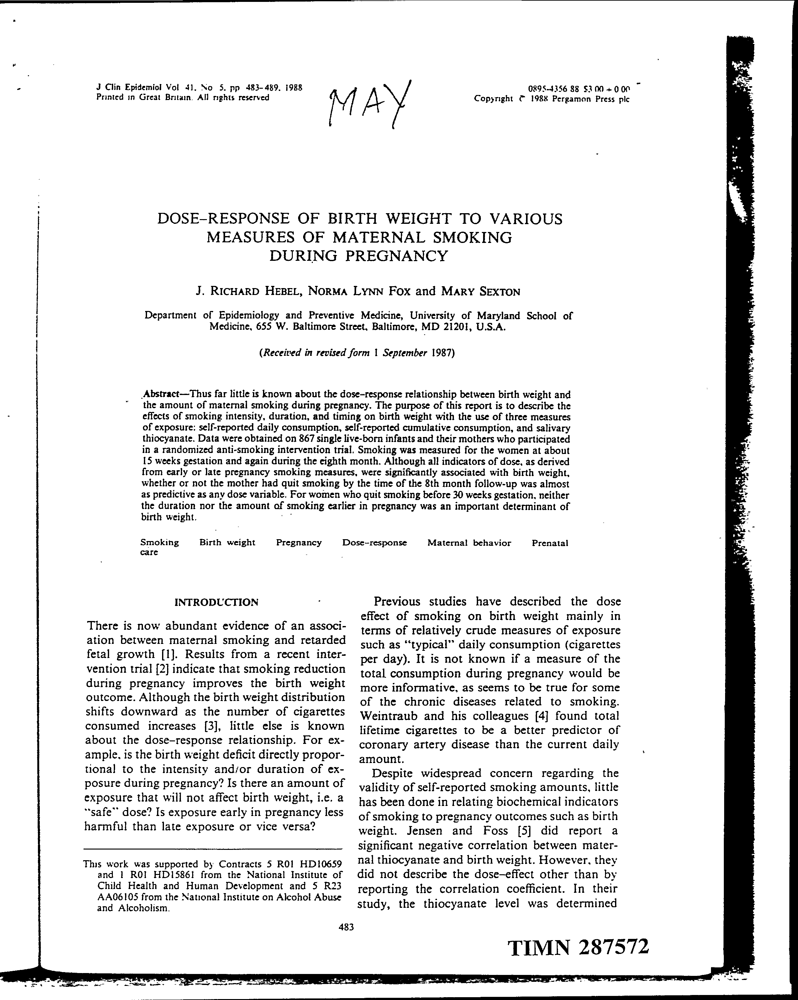 J Clin Epidemiol Vol 41, No 5, pp 483-489, 1988
Printed in Great Britain. All rights reserved
MAY
0895-4356 88 $3 00 + 0 00
Copyright © 1988 Pergamon Press plc
DOSE-RESPONSE OF BIRTH WEIGHT TO VARIOUS
MEASURES OF MATERNAL SMOKING
DURING PREGNANCY
J. RICHARD HEBEL, NORMA LYNN FOX and MARY SEXTON
Department of Epidemiology and Preventive Medicine, University of Maryland School of
Medicine, 655 W. Baltimore Street, Baltimore, MD 21201, U.S.A.
(Received in revised form 1 September 1987)
Abstract—Thus far little is known about the dose-response relationship between birth weight and
the amount of maternal smoking during pregnancy. The purpose of this report is to describe the
effects of smoking intensity, duration, and timing on birth weight with the use of three measures
of exposure: self-reported daily consumption, self-reported cumulative consumption, and salivary
thiocyanate. Data were obtained on 867 single live-born infants and their mothers who participated
in a randomized anti-smoking intervention trial. Smoking was measured for the women at about
15 weeks gestation and again during the eighth month. Although all indicators of dose, as derived
from early or late pregnancy smoking measures, were significantly associated with birth weight,
whether or not the mother had quit smoking by the time of the 8th month follow-up was almost
as predictive as any dose variable. For women who quit smoking before 30 weeks gestation, neither
the duration nor the amount of smoking earlier in pregnancy was an important determinant of
birth weight.
Smoking Birth weight Pregnancy Dose-response Maternal behavior Prenatal
care
INTRODUCTION
There is now abundant evidence of an associ-
ation between maternal smoking and retarded
fetal growth [1]. Results from a recent inter-
vention trial [2] indicate that smoking reduction
during pregnancy improves the birth weight
outcome. Although the birth weight distribution
shifts downward as the number of cigarettes
consumed increases [3], little else is known
about the dose-response relationship. For ex-
ample, is the birth weight deficit directly propor-
tional to the intensity and/or duration of ex-
posure during pregnancy? Is there an amount of
exposure that will not affect birth weight, i.e. a
"safe" dose? Is exposure early in pregnancy less
harmful than late exposure or vice versa?
This work was supported by Contracts 5 R01 HD10659
and 1 R01 HD15861 from the National Institute of
Child Health and Human Development and 5 R23
AA06105 from the National Institute on Alcohol Abuse
and Alcoholism.
Previous studies have described the dose
effect of smoking on birth weight mainly in
terms of relatively crude measures of exposure
such as "typical" daily consumption (cigarettes
per day). It is not known if a measure of the
total consumption during pregnancy would be
more informative, as seems to be true for some
of the chronic diseases related to smoking.
Weintraub and his colleagues [4] found total
lifetime cigarettes to be a better predictor of
coronary artery disease than the current daily
amount.
Despite widespread concern regarding the
validity of self-reported smoking amounts, little
has been done in relating biochemical indicators
of smoking to pregnancy outcomes such as birth
weight. Jensen and Foss [5] did report a
significant negative correlation between mater-
nal thiocyanate and birth weight. However, they
did not describe the dose-effect other than by
reporting the correlation coefficient. In their
study, the thiocyanate level was determined
483
TIMN 287572